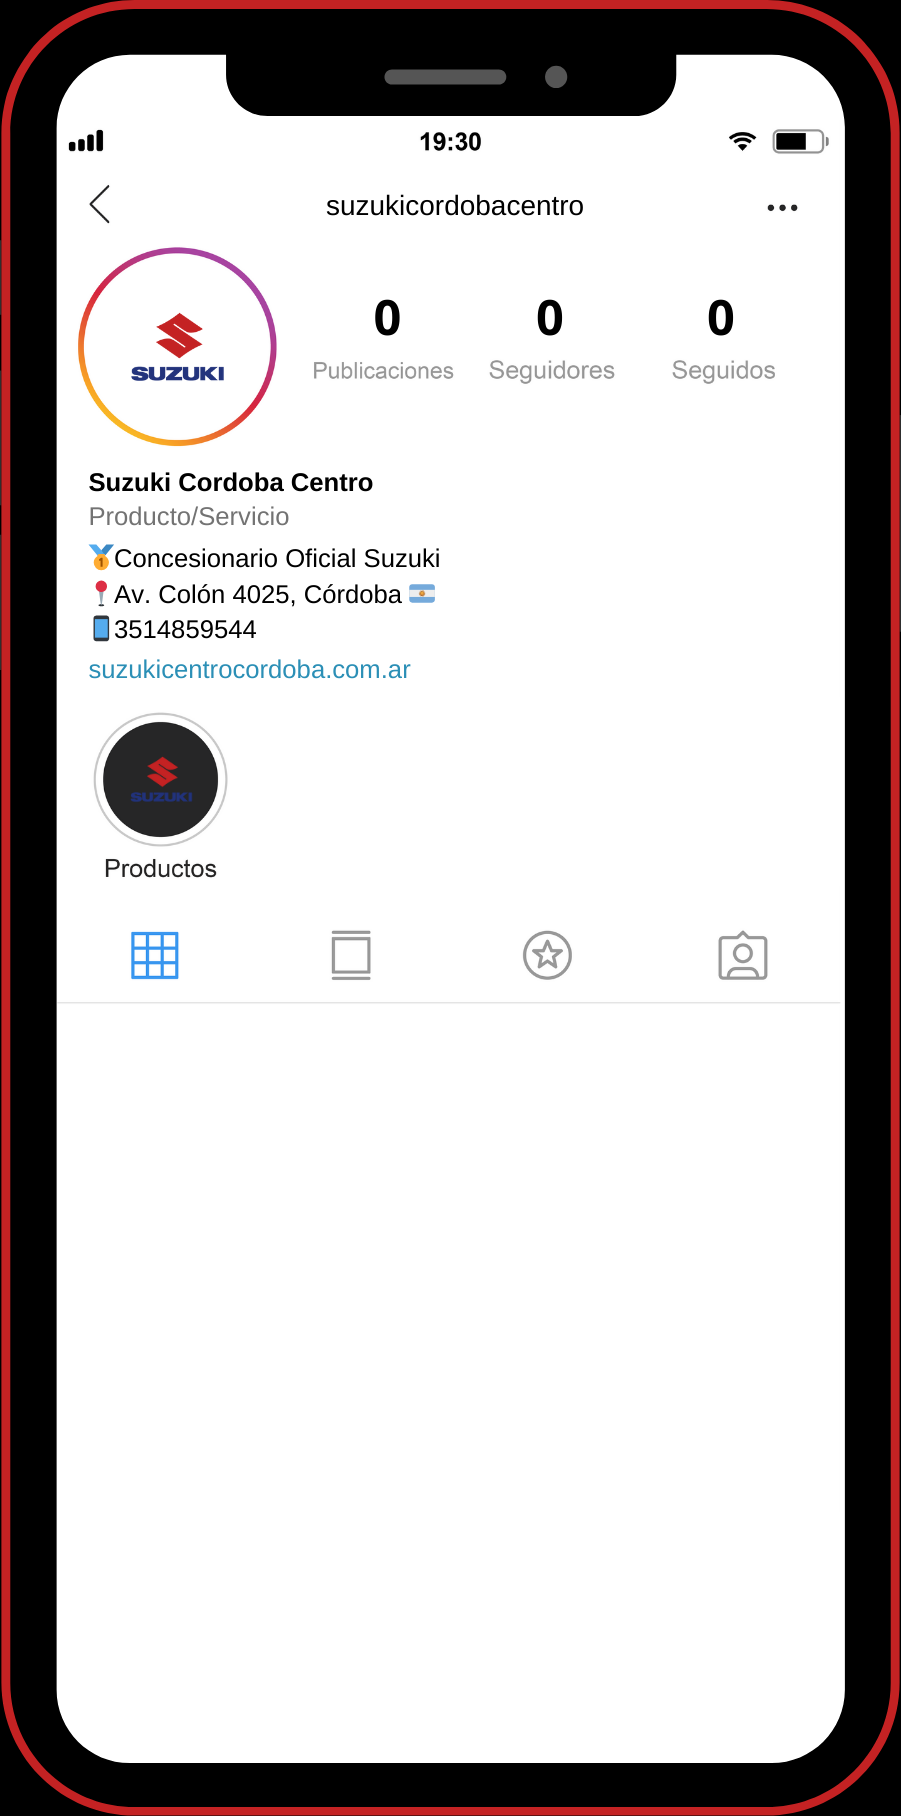 19:30
suzukicordobacentro
SUZUKI
0 0 0
Publicaciones Seguidores Seguidos
Suzuki Cordoba Centro
Producto/Servicio
🥇Concesionario Oficial Suzuki
📍Av. Colón 4025, Córdoba 🇦🇷
📱3514859544
suzukicentrocordoba.com.ar
SUZUKI
Productos